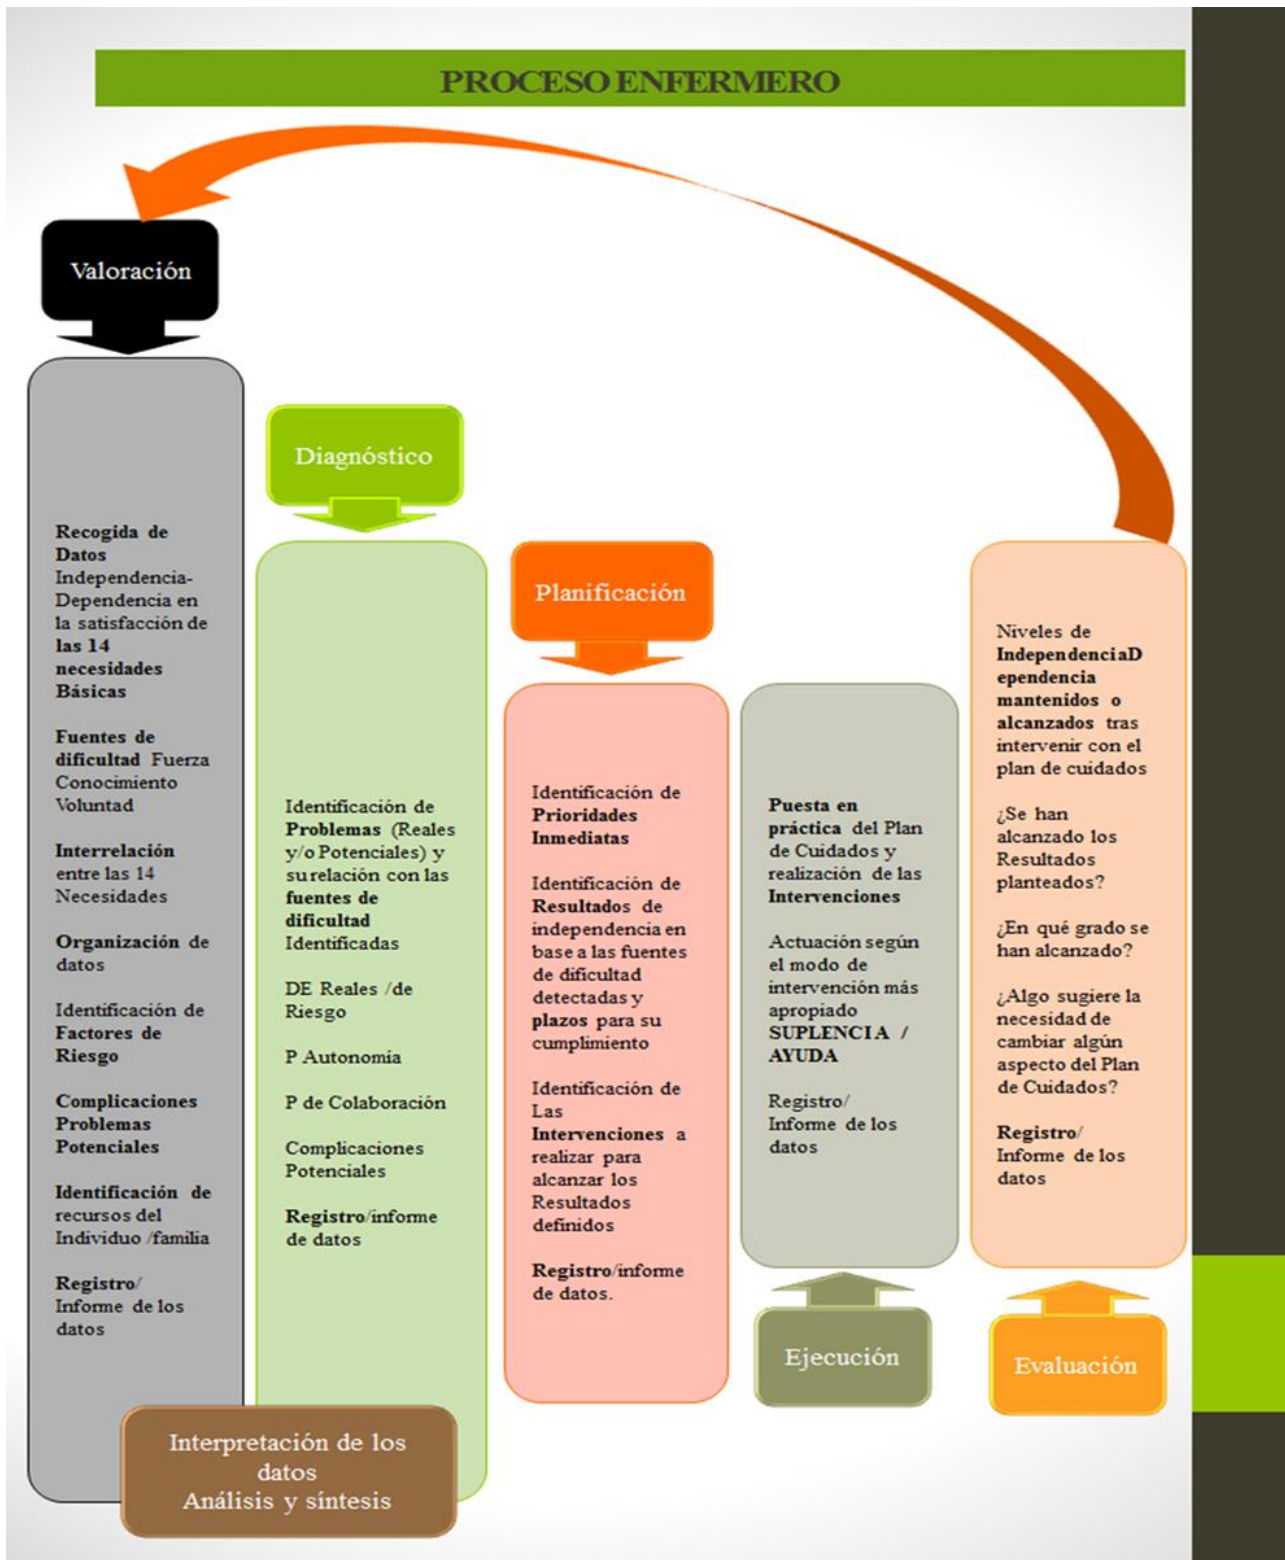 PROCESO ENFERMERO
Valoración
Recogida de
Datos
Independencia-
Dependencia en
la satisfacción de
las 14
necesidades
Básicas
Fuentes de
dificultad Fuerza
Conocimiento
Voluntad
Interrelación
entre las 14
Necesidades
Organización de
datos
Identificación de
Factores de
Riesgo
Complicaciones
Problemas
Potenciales
Identificación de
recursos del
Individuo /familia
Registro/
Informe de los
datos
Diagnóstico
Identificación de
Problemas (Reales
y/o Potenciales) y
su relación con las
fuentes de
dificultad
Identificadas
DE Reales /de
Riesgo
P Autonomía
P de Colaboración
Complicaciones
Potenciales
Registro/informe
de datos
Interpretación de los
datos
Análisis y síntesis
Planificación
Identificación de
Prioridades
Inmediatas
Identificación de
Resultados de
independencia en
base a las fuentes
de dificultad
detectadas y
plazos para su
cumplimiento
Identificación de
Las
Intervenciones a
realizar para
alcanzar los
Resultados
definidos
Registro/informe
de datos.
Puesta en
práctica del Plan
de Cuidados y
realización de las
Intervenciones
Actuación según
el modo de
intervención más
apropiado
SUPLENCIA /
AYUDA
Registro/
Informe de los
datos
Ejecución
Niveles de
IndependenciaD
ependencia
mantenidos o
alcanzados tras
intervenir con el
plan de cuidados
¿Se han
alcanzado los
Resultados
planteados?
¿En qué grado se
han alcanzado?
¿Algo sugiere la
necesidad de
cambiar algún
aspecto del Plan
de Cuidados?
Registro/
Informe de los
datos
Evaluación